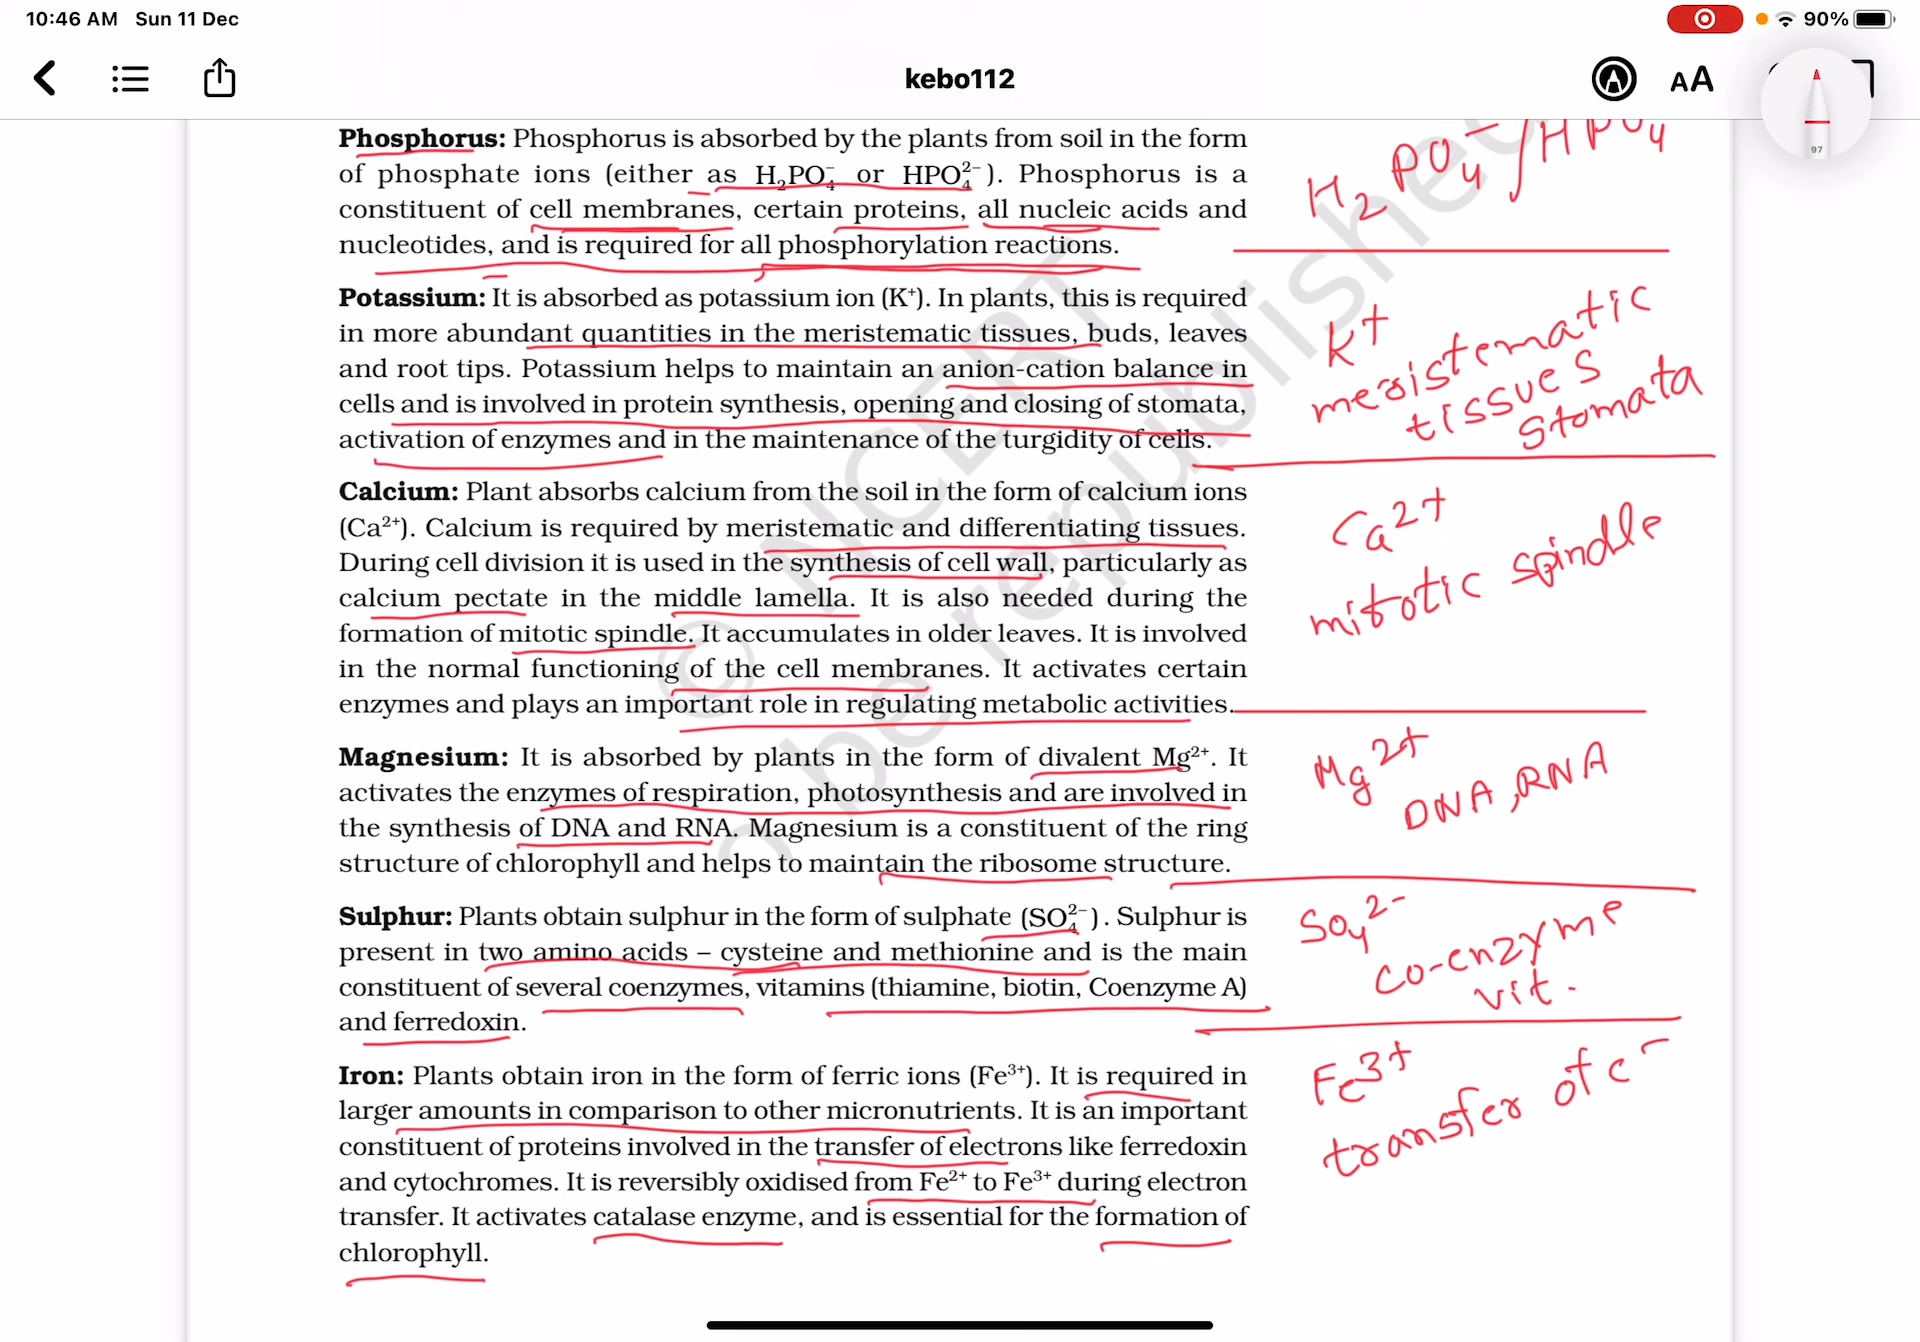 10:46 AM Sun 11 Dec
90%
kebo112
AA
97
Phosphorus: Phosphorus is absorbed by the plants from soil in the form
of phosphate ions (either as H₂PO₄⁻ or HPO₄²⁻). Phosphorus is a
constituent of cell membranes, certain proteins, all nucleic acids and
nucleotides, and is required for all phosphorylation reactions.
H₂PO₄⁻/HPO₄
Potassium: It is absorbed as potassium ion (K⁺). In plants, this is required
in more abundant quantities in the meristematic tissues, buds, leaves
and root tips. Potassium helps to maintain an anion-cation balance in
cells and is involved in protein synthesis, opening and closing of stomata,
activation of enzymes and in the maintenance of the turgidity of cells.
K+
meristematic
tissues
stomata
Calcium: Plant absorbs calcium from the soil in the form of calcium ions
(Ca²⁺). Calcium is required by meristematic and differentiating tissues.
During cell division it is used in the synthesis of cell wall, particularly as
calcium pectate in the middle lamella. It is also needed during the
formation of mitotic spindle. It accumulates in older leaves. It is involved
in the normal functioning of the cell membranes. It activates certain
enzymes and plays an important role in regulating metabolic activities.
Ca²⁺
mitotic spindle
Magnesium: It is absorbed by plants in the form of divalent Mg²⁺. It
activates the enzymes of respiration, photosynthesis and are involved in
the synthesis of DNA and RNA. Magnesium is a constituent of the ring
structure of chlorophyll and helps to maintain the ribosome structure.
Mg²⁺
DNA, RNA
Sulphur: Plants obtain sulphur in the form of sulphate (SO₄²⁻). Sulphur is
present in two amino acids – cysteine and methionine and is the main
constituent of several coenzymes, vitamins (thiamine, biotin, Coenzyme A)
and ferredoxin.
SO₄²⁻
co-enzyme
vit.
Iron: Plants obtain iron in the form of ferric ions (Fe³⁺). It is required in
larger amounts in comparison to other micronutrients. It is an important
constituent of proteins involved in the transfer of electrons like ferredoxin
and cytochromes. It is reversibly oxidised from Fe²⁺ to Fe³⁺ during electron
transfer. It activates catalase enzyme, and is essential for the formation of
chlorophyll.
Fe³⁺
transfer of e⁻
© NCERT
be republished